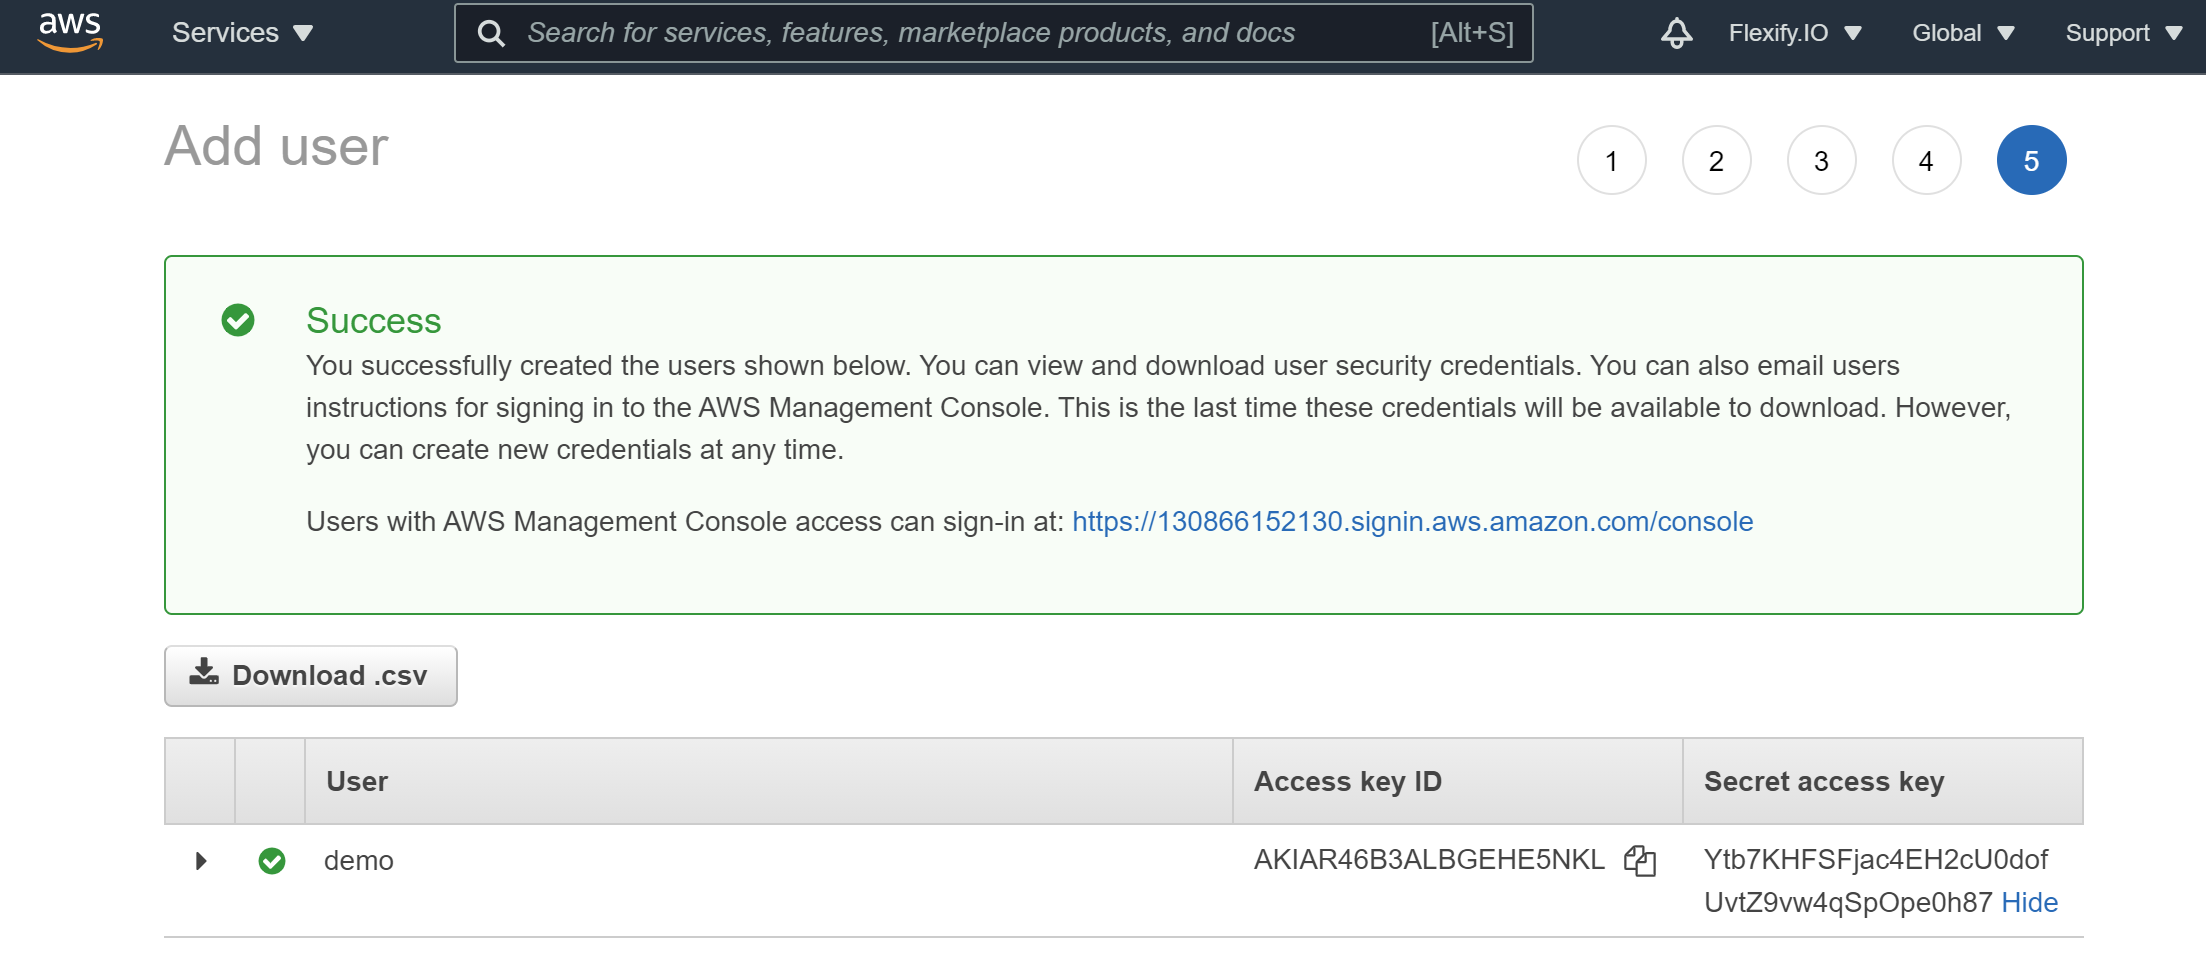 aws
Services
Search for services, features, marketplace products, and docs
[Alt+S]
Flexify.IO
Global
Support
Add user
1
2
3
4
5
Success
You successfully created the users shown below. You can view and download user security credentials. You can also email users
instructions for signing in to the AWS Management Console. This is the last time these credentials will be available to download. However,
you can create new credentials at any time.
Users with AWS Management Console access can sign-in at: https://130866152130.signin.aws.amazon.com/console
Download .csv
User
Access key ID
Secret access key
demo
AKIAR46B3ALBGEHE5NKL
Ytb7KHFSFjac4EH2cU0dof
UvtZ9vw4qSpOpe0h87 Hide